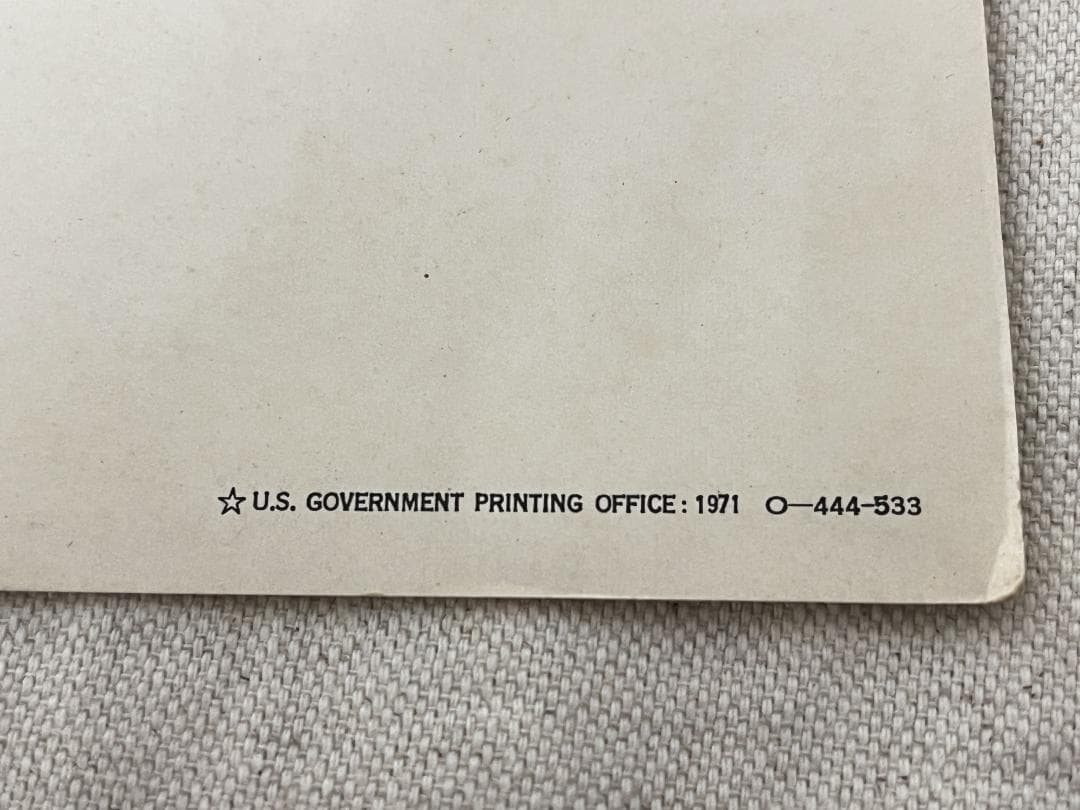 ☆ U.S. GOVERNMENT PRINTING OFFICE : 1971 O—444-533